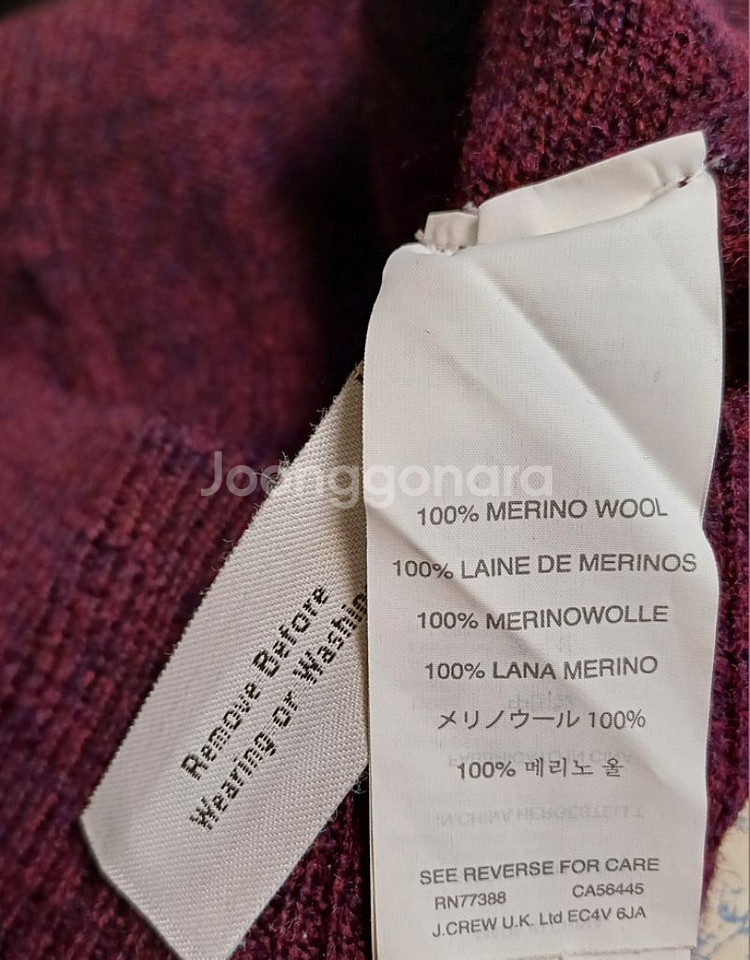 Joonggonara
100% MERINO WOOL
100% LAINE DE MERINOS
100% MERINOWOLLE
100% LANA MERINO
メリノウール 100%
100% 메리노 울
SEE REVERSE FOR CARE
RN77388 CA56445
J.CREW U.K. Ltd EC4V 6JA
Remove Before
Wearing or Washin